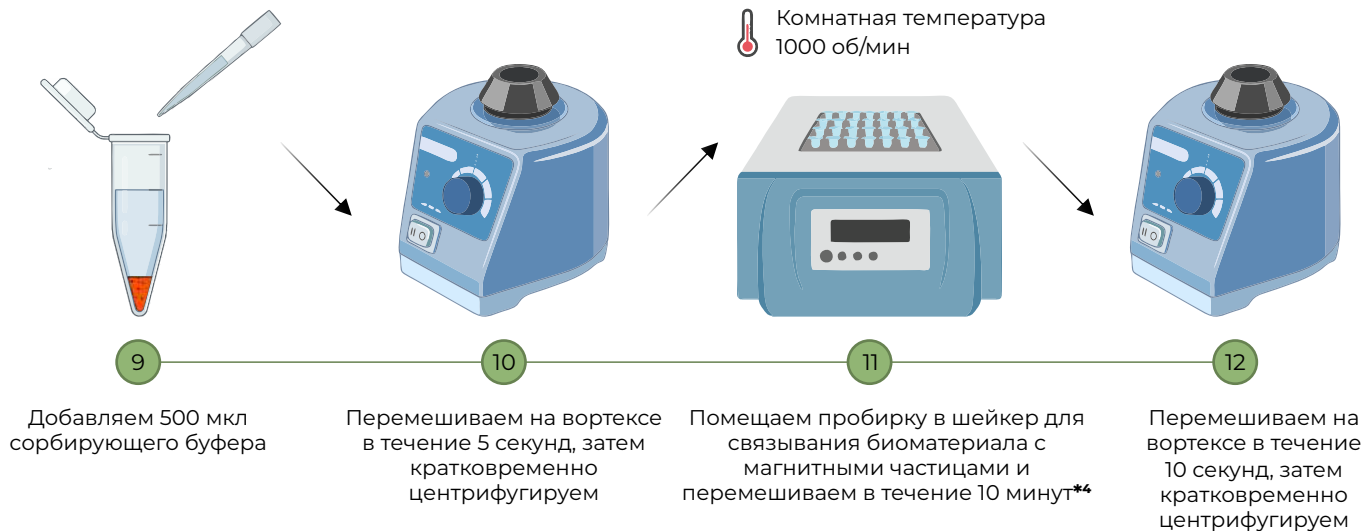 Комнатная температура
1000 об/мин
9
10
11
12
Добавляем 500 мкл
сорбирующего буфера
Перемешиваем на вортексе
в течение 5 секунд, затем
кратковременно
центрифугируем
Помещаем пробирку в шейкер для
связывания биоматериала с
магнитными частицами и
перемешиваем в течение 10 минут*⁴
Перемешиваем на
вортексе в течение
10 секунд, затем
кратковременно
центрифугируем